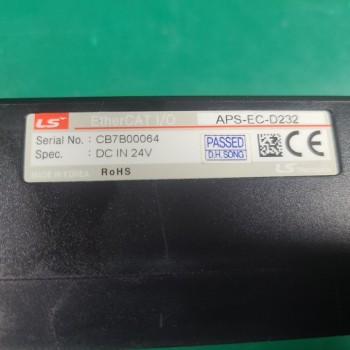 LS EtherCAT I/O APS-EC-D232
Serial No. : CB7B00064
Spec. : DC IN 24V
PASSED
D.H. SONG
CE
MADE IN KOREA RoHS
LS